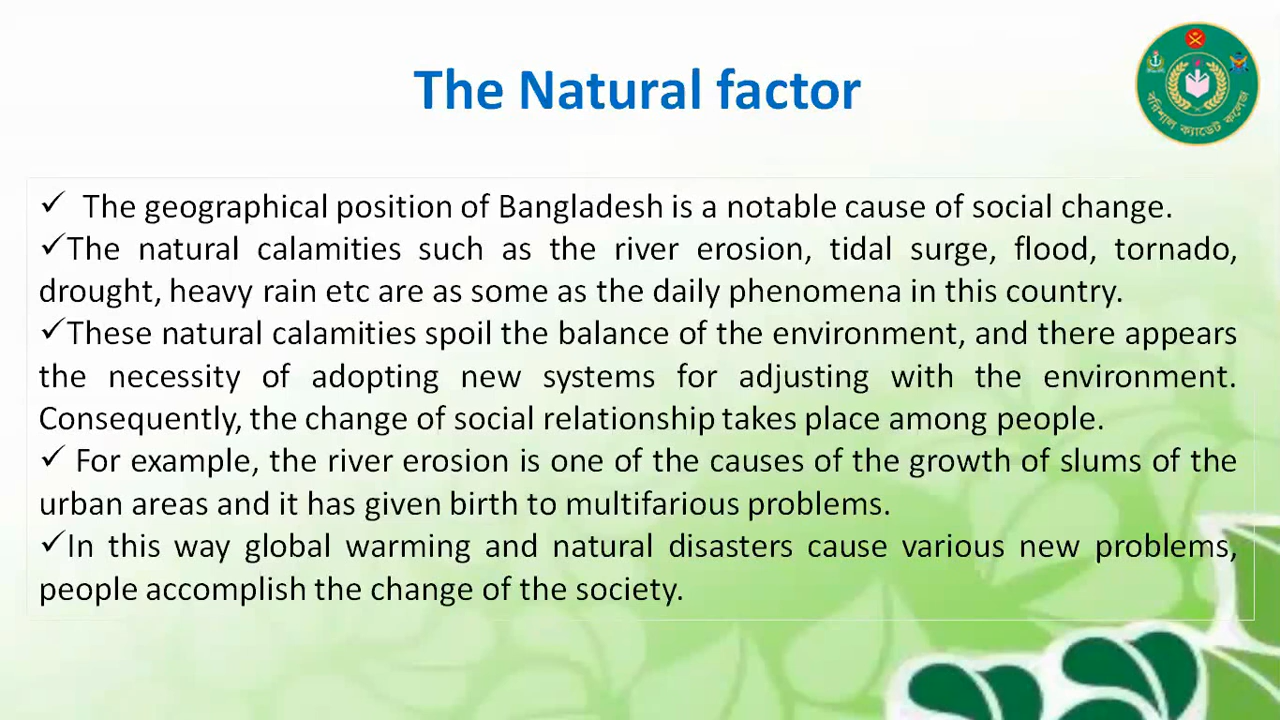 The Natural factor
বরিশাল ক্যাডেট কলেজ
✓ The geographical position of Bangladesh is a notable cause of social change.
✓The natural calamities such as the river erosion, tidal surge, flood, tornado,
drought, heavy rain etc are as some as the daily phenomena in this country.
✓These natural calamities spoil the balance of the environment, and there appears
the necessity of adopting new systems for adjusting with the environment.
Consequently, the change of social relationship takes place among people.
✓ For example, the river erosion is one of the causes of the growth of slums of the
urban areas and it has given birth to multifarious problems.
✓In this way global warming and natural disasters cause various new problems,
people accomplish the change of the society.